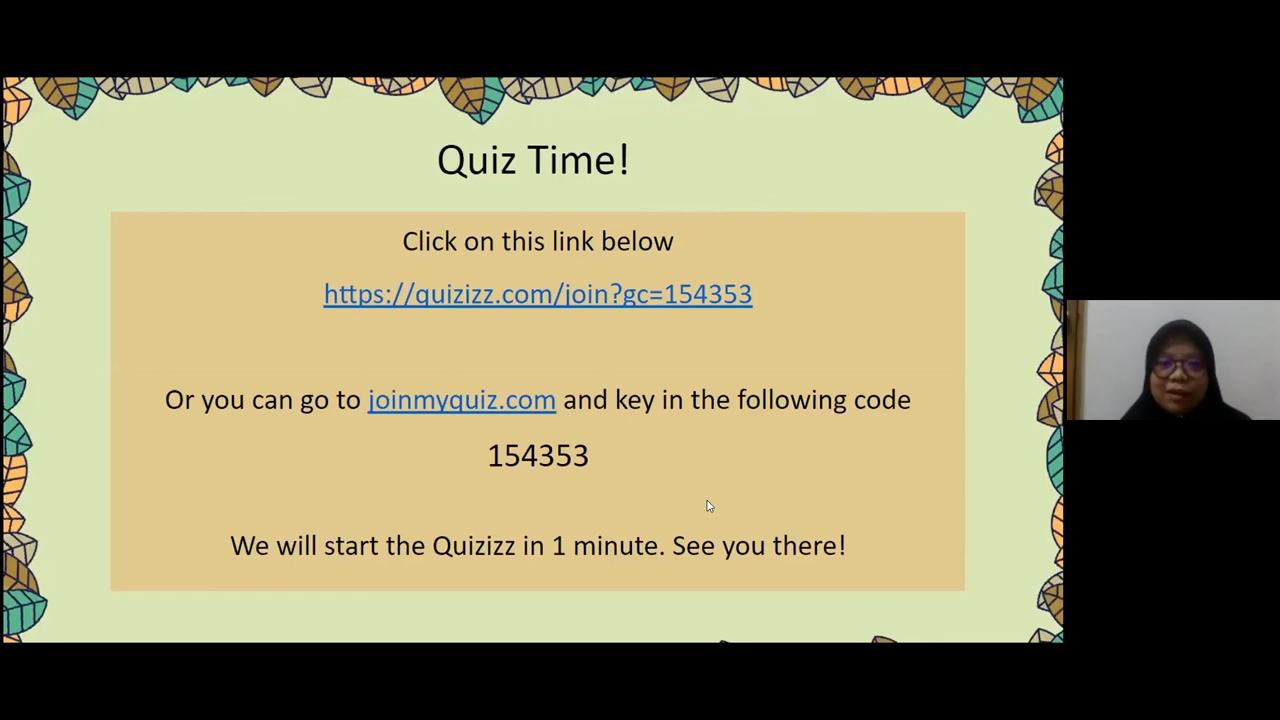 Quiz Time!
Click on this link below
https://quizizz.com/join?gc=154353
Or you can go to joinmyquiz.com and key in the following code
154353
We will start the Quizizz in 1 minute. See you there!